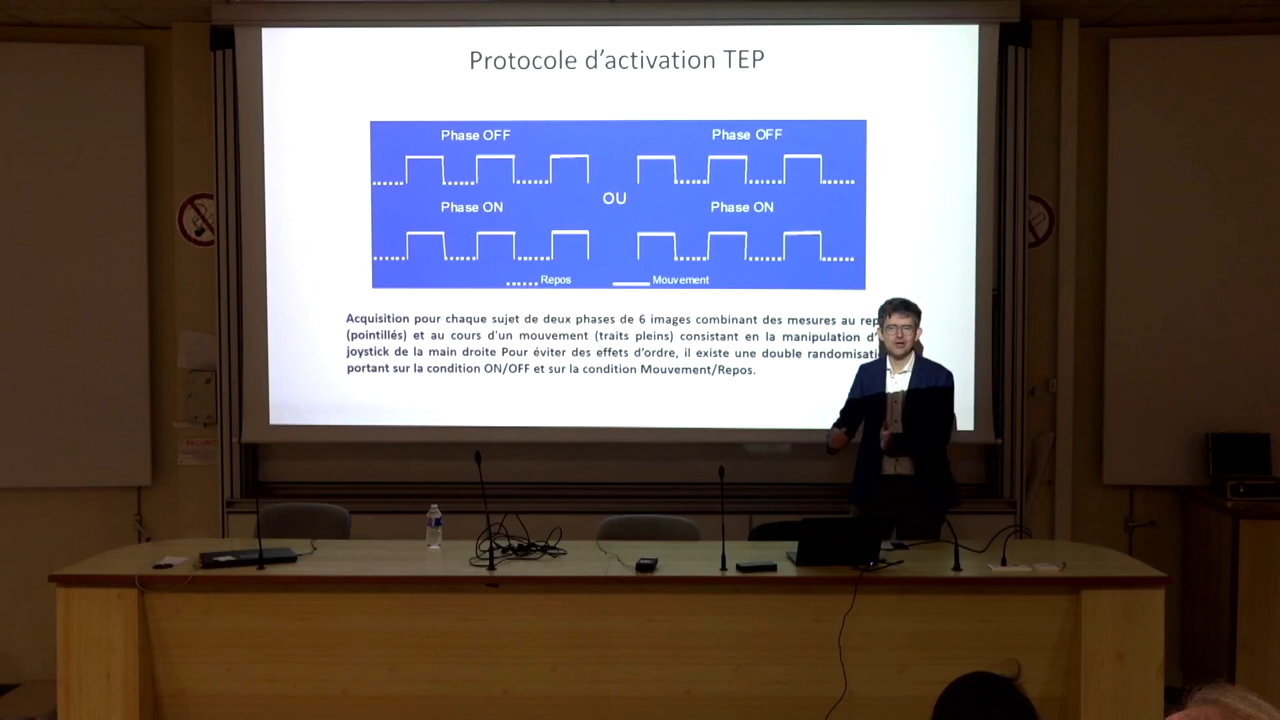 Protocole d'activation TEP
Phase OFF
Phase OFF
OU
Phase ON
Phase ON
Repos
Mouvement
Acquisition pour chaque sujet de deux phases de 6 images combinant des mesures au
(pointillés) et au cours d'un mouvement (traits pleins) consistant en la manipulation
joystick de la main droite Pour éviter des effets d'ordre, il existe une double
portant sur la condition ON/OFF et sur la condition Mouvement/Repos.